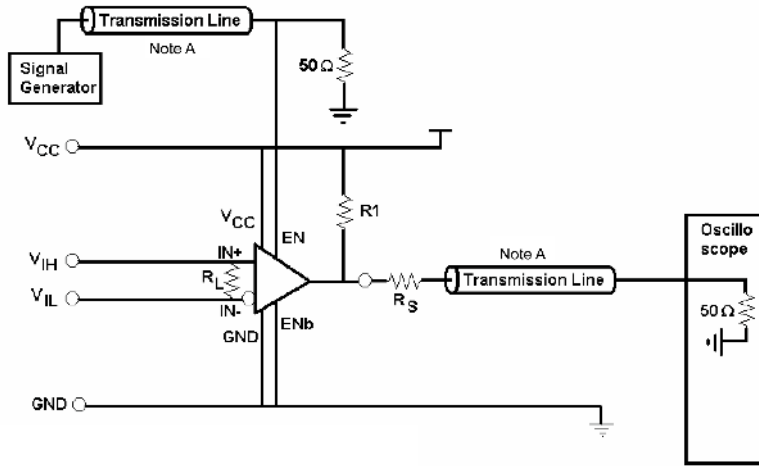 Transmission Line
Note A
Signal
Generator
50 Ω
VCC
R1
VCC
EN
Oscillo
scope
VIH
IN+
Note A
RL
Transmission Line
VIL
RS
50 Ω
IN-
ENb
GND
GND